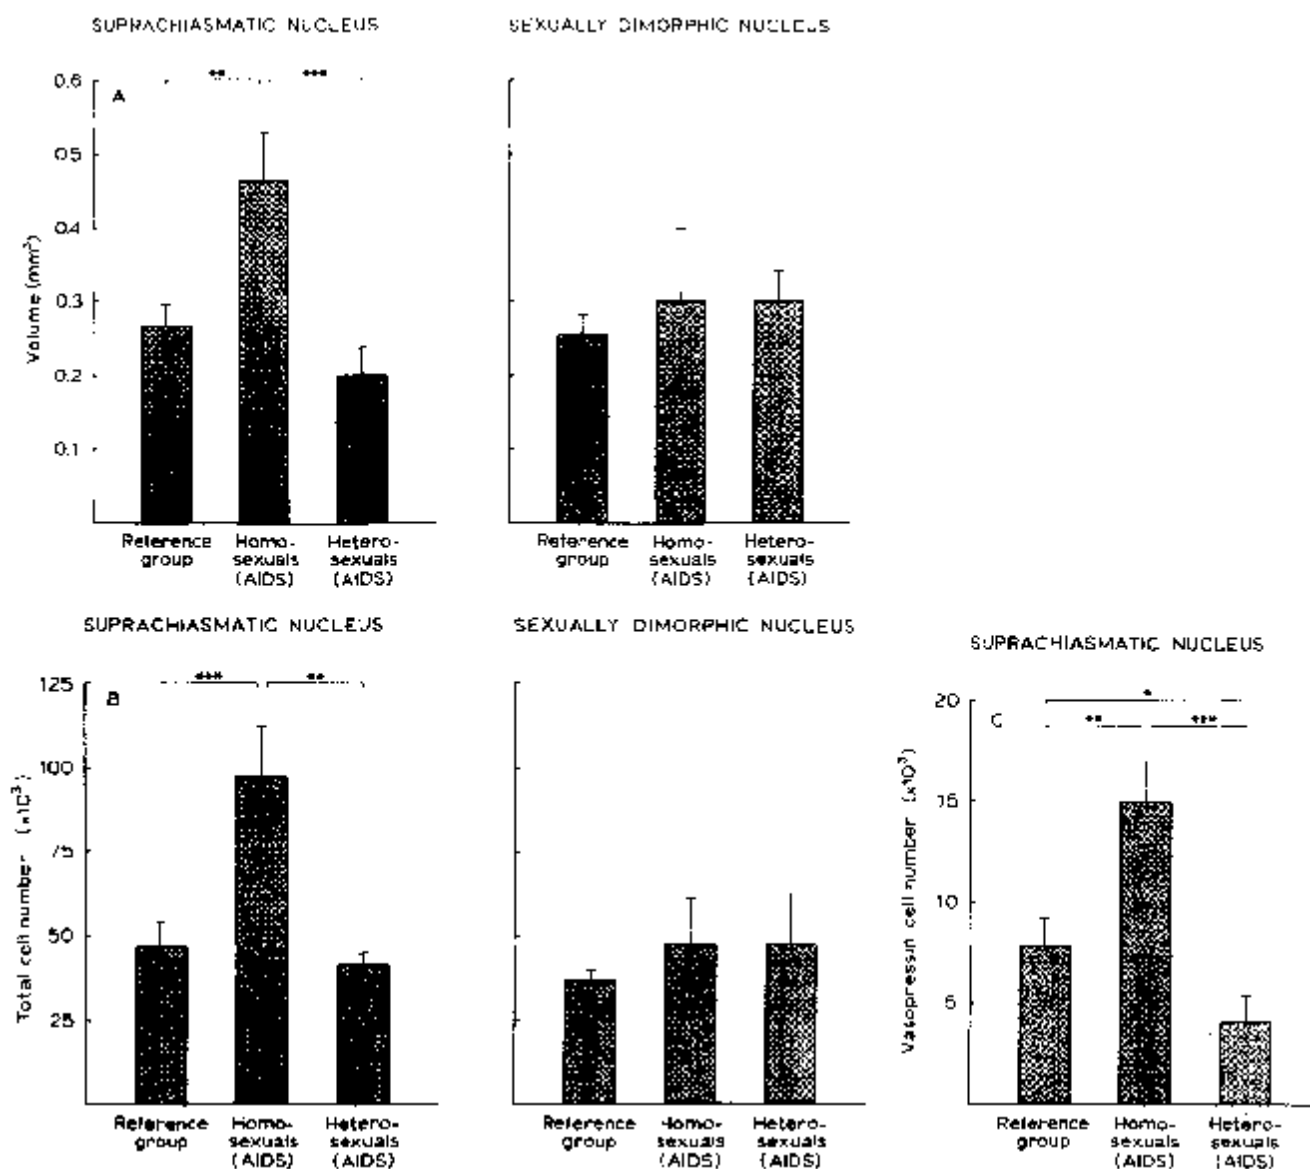 SUPRACHIASMATIC NUCLEUS
SEXUALLY DIMORPHIC NUCLEUS
** ***
A
Volume (mm³)
0.6
0.5
0.4
0.3
0.2
0.1
Reference group
Homo-sexuals (AIDS)
Hetero-sexuals (AIDS)
Reference group
Homo-sexuals (AIDS)
Hetero-sexuals (AIDS)
SUPRACHIASMATIC NUCLEUS
SEXUALLY DIMORPHIC NUCLEUS
SUPRACHIASMATIC NUCLEUS
*** **
B
Total cell number (x10³)
125
100
75
50
25
Reference group
Homo-sexuals (AIDS)
Hetero-sexuals (AIDS)
Reference group
Homo-sexuals (AIDS)
Hetero-sexuals (AIDS)
*
** ***
C
Vasopressin cell number (x10³)
20
15
10
5
Reference group
Homo-sexuals (AIDS)
Hetero-sexuals (AIDS)